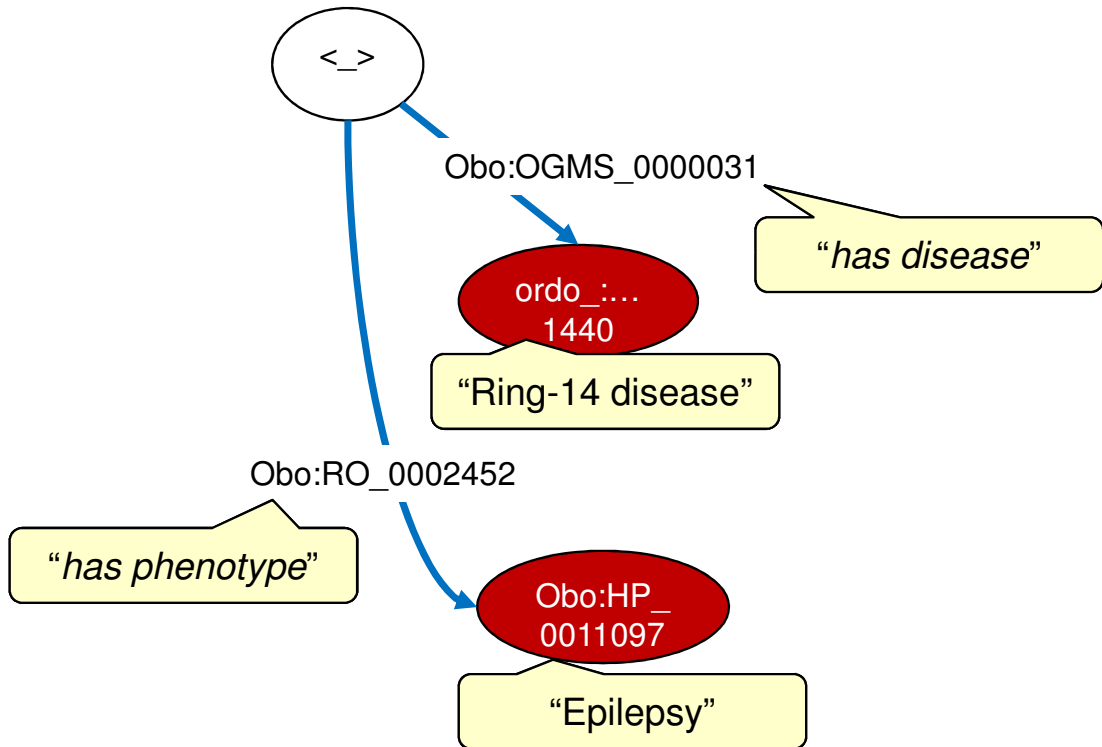 <_>
Obo:OGMS_0000031
“has disease”
ordo_:…
1440
“Ring-14 disease”
Obo:RO_0002452
“has phenotype”
Obo:HP_
0011097
“Epilepsy”